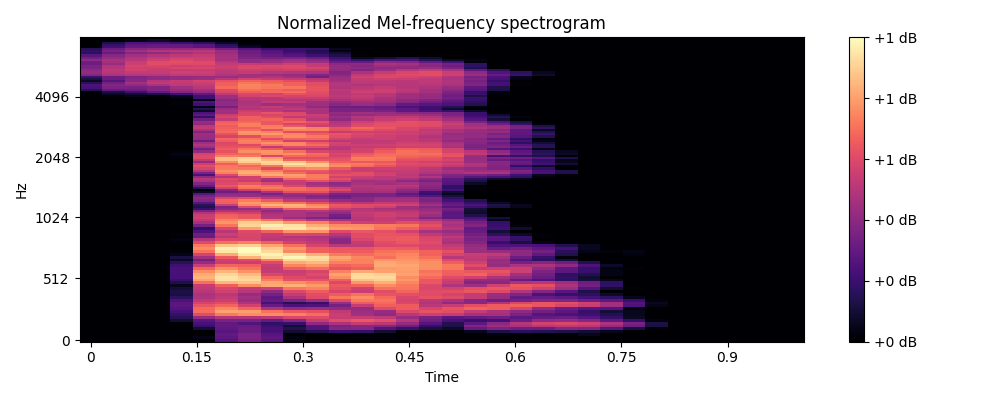 Normalized Mel-frequency spectrogram
Hz
4096
2048
1024
512
0
0 0.15 0.3 0.45 0.6 0.75 0.9
Time
+1 dB
+1 dB
+1 dB
+0 dB
+0 dB
+0 dB